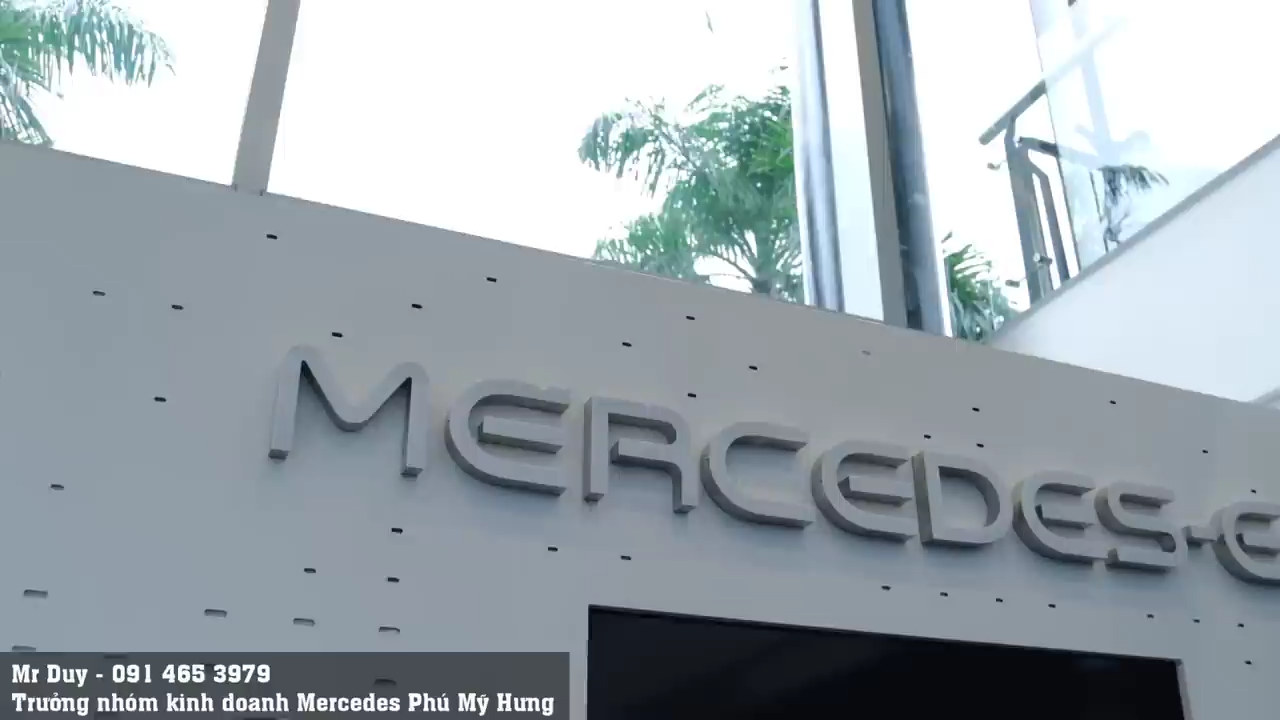 MERCEDES-E
Mr Duy - 091 465 3979
Trưởng nhóm kinh doanh Mercedes Phú Mỹ Hưng